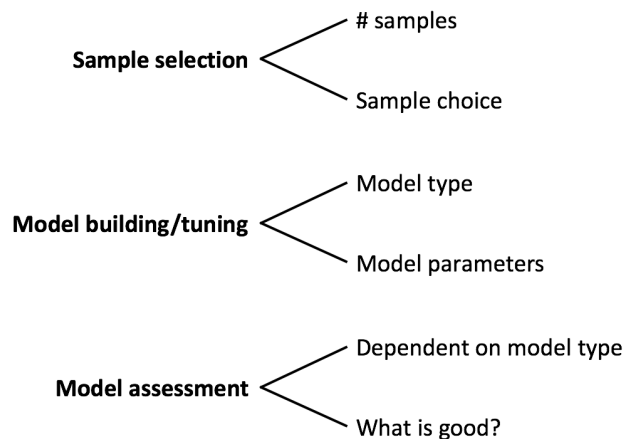 # samples
Sample selection
Sample choice
Model type
Model building/tuning
Model parameters
Dependent on model type
Model assessment
What is good?